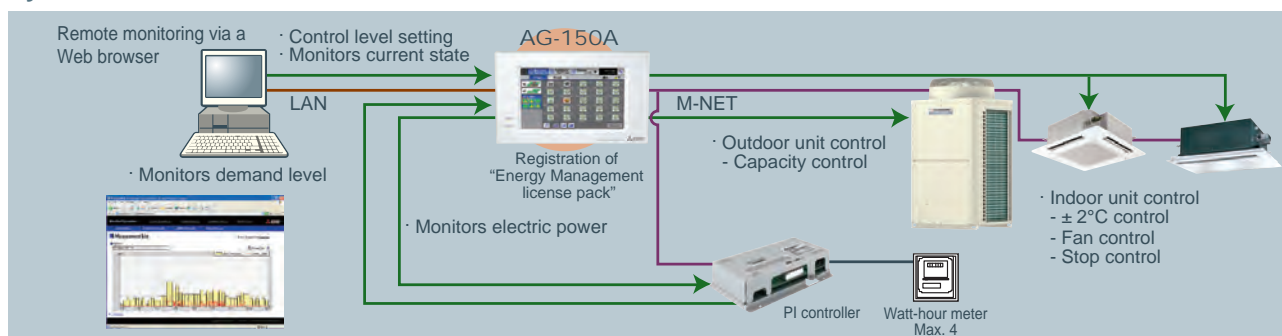 Remote monitoring via a
Web browser
· Control level setting
· Monitors current state
AG-150A
LAN
M-NET
· Monitors demand level
Registration of
“Energy Management
license pack”
· Outdoor unit control
- Capacity control
· Indoor unit control
- ± 2°C control
- Fan control
- Stop control
· Monitors electric power
PI controller
Watt-hour meter
Max. 4